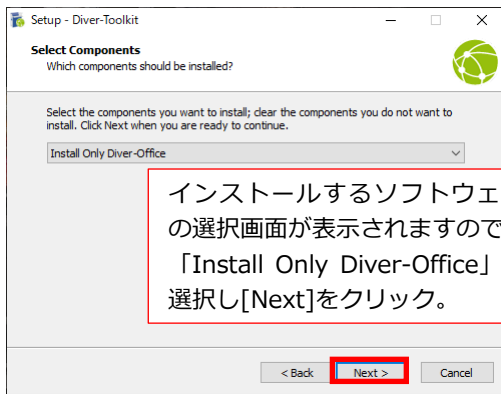 Setup - Diver-Toolkit
Select Components
Which components should be installed?
Select the components you want to install; clear the components you do not want to
install. Click Next when you are ready to continue.
Install Only Diver-Office
インストールするソフトウェ
の選択画面が表示されますので
「Install Only Diver-Office」
選択し[Next]をクリック。
< Back
Next >
Cancel